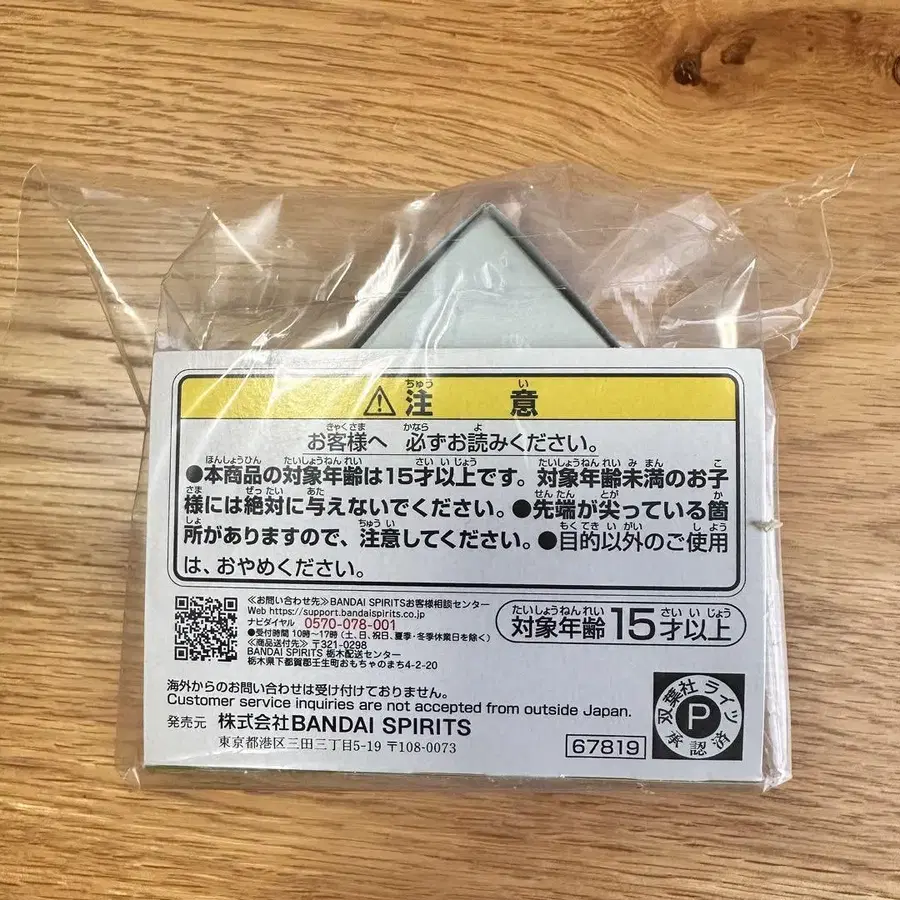 ⚠注意
お客様へ 必ずお読みください。
●本商品の対象年齢は15才以上です。対象年齢未満のお子
様には絶対に与えないでください。●先端が尖っている箇
所がありますので、注意してください。●目的以外のご使用
は、おやめください。
≪お問い合わせ先≫BANDAI SPIRITSお客様相談センター
Web https://support.bandaispirits.co.jp
ナビダイヤル 0570-078-001
●受付時間 10時〜17時(土、日、祝日、夏季・冬季休業日を除く)
≪商品送付先≫〒321-0298
BANDAI SPIRITS 栃木配送センター
栃木県下都賀郡壬生町おもちゃのまち4-2-20
対象年齢15才以上
海外からのお問い合わせは受け付けておりません。
Customer service inquiries are not accepted from outside Japan.
発売元 株式会社BANDAI SPIRITS
東京都港区三田三丁目5-19 〒108-0073
67819
双葉社ライツ
P
承認済